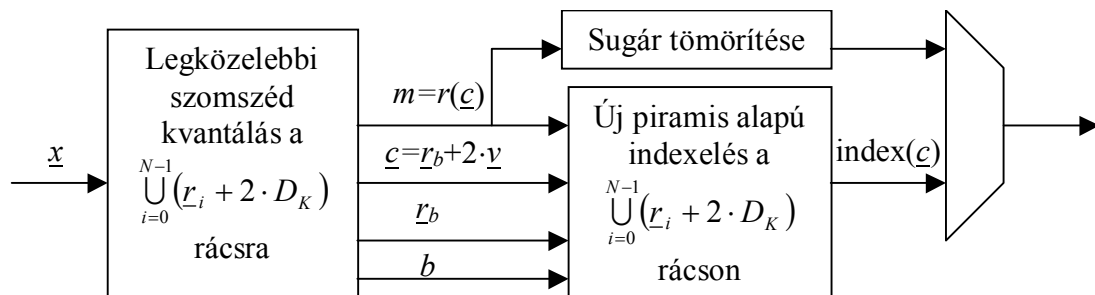 x
Legközelebbi
szomszéd
kvantálás a
N−1
⋃(r_i + 2 · D_K)
i=0
rácsra
m=r(c)
c=r_b+2·v
r_b
b
Sugár tömörítése
Új piramis alapú
indexelés a
N−1
⋃(r_i + 2 · D_K)
i=0
rácson
index(c)